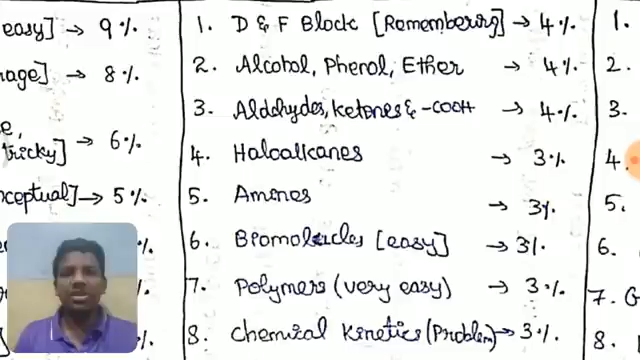 easy] → 9%
1. D & F Block [Remembering] → 4%
1.
nage] → 8%
2. Alcohol, Phenol, Ether → 4%
2.
3. Aldehydes, Ketones & -COOH → 4%
3.
tricky] → 6%
4. Haloalkanes → 3%
4.
nceptual] → 5%
5. Amines → 3%
5.
%
6. Biomolecules [easy] → 3%
6.
%
7. Polymers (very easy) → 3%
7. G
%
8. Chemical Kinetics (Problem) → 3%
8.